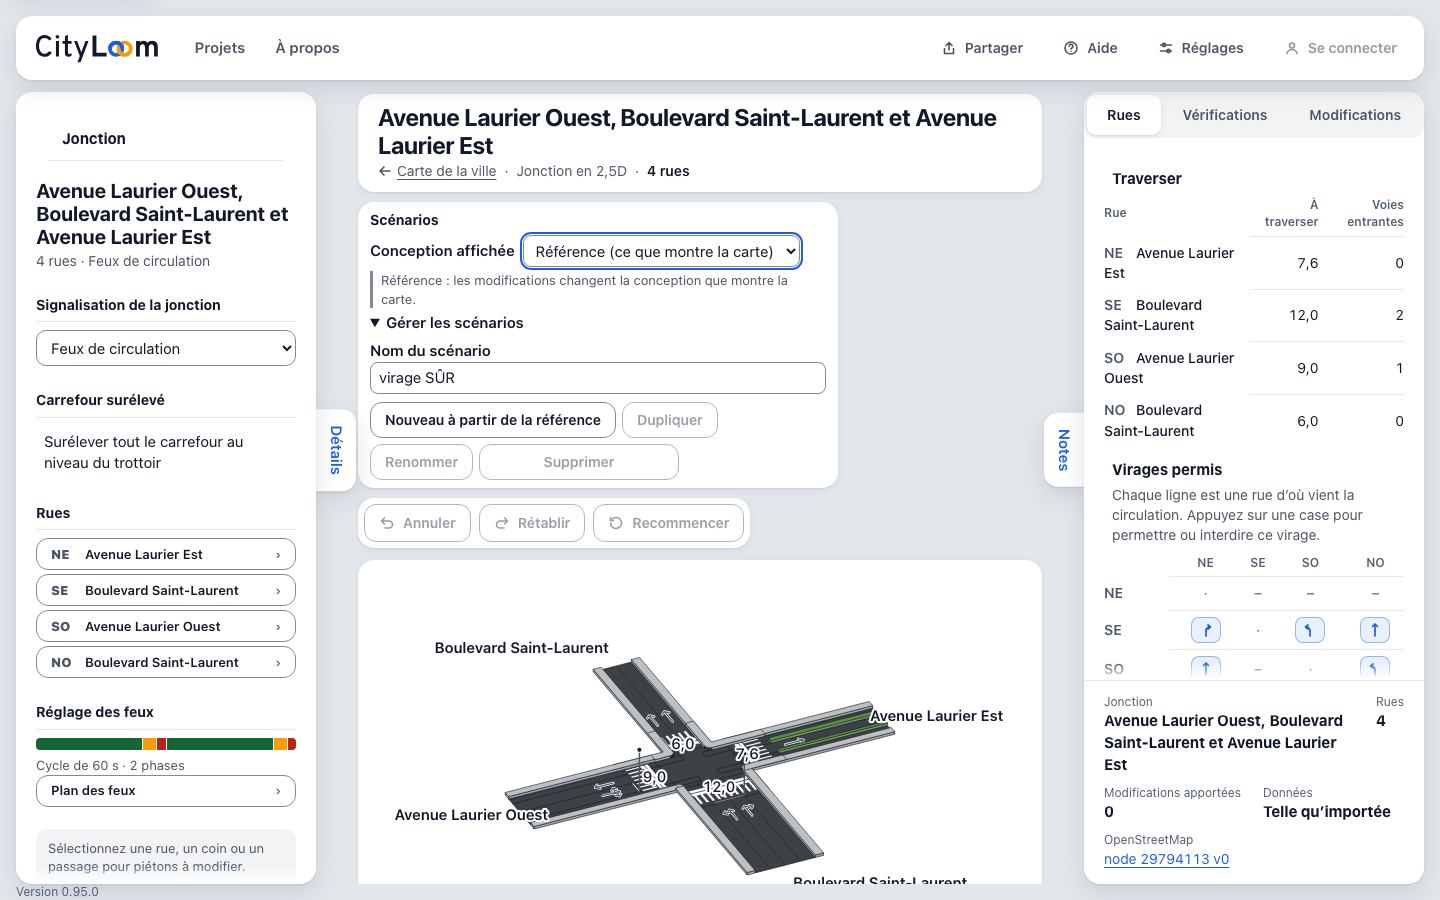 CityLoom
Projets
À propos
Partager
Aide
Réglages
Se connecter
Jonction
Avenue Laurier Ouest,
Boulevard Saint-Laurent et
Avenue Laurier Est
4 rues · Feux de circulation
Signalisation de la jonction
Feux de circulation
Carrefour surélevé
Surélever tout le carrefour au
niveau du trottoir
Rues
NE Avenue Laurier Est ›
SE Boulevard Saint-Laurent ›
SO Avenue Laurier Ouest ›
NO Boulevard Saint-Laurent ›
Réglage des feux
Cycle de 60 s · 2 phases
Plan des feux ›
Sélectionnez une rue, un coin ou un
passage pour piétons à modifier.
Version 0.95.0
Détails
Avenue Laurier Ouest, Boulevard Saint-Laurent et Avenue
Laurier Est
← Carte de la ville · Jonction en 2,5D · 4 rues
Scénarios
Conception affichée Référence (ce que montre la carte)
Référence : les modifications changent la conception que montre la
carte.
▼ Gérer les scénarios
Nom du scénario
virage SÛR
Nouveau à partir de la référence
Dupliquer
Renommer
Supprimer
Annuler
Rétablir
Recommencer
Boulevard Saint-Laurent
Avenue Laurier Est
6,0
7,6
9,0
12,0
Avenue Laurier Ouest
Boulevard Saint-Laurent
Notes
Rues
Vérifications
Modifications
Traverser
Rue À traverser Voies entrantes
NE Avenue Laurier Est 7,6 0
SE Boulevard Saint-Laurent 12,0 2
SO Avenue Laurier Ouest 9,0 1
NO Boulevard Saint-Laurent 6,0 0
Virages permis
Chaque ligne est une rue d’où vient la
circulation. Appuyez sur une case pour
permettre ou interdire ce virage.
NE SE SO NO
NE · – – –
SE ↱ · ↰ ↑
SO ↑ – · ↰
Jonction
Avenue Laurier Ouest, Boulevard
Saint-Laurent et Avenue Laurier
Est
Rues
4
Modifications apportées
0
Données
Telle qu’importée
OpenStreetMap
node 29794113 v0